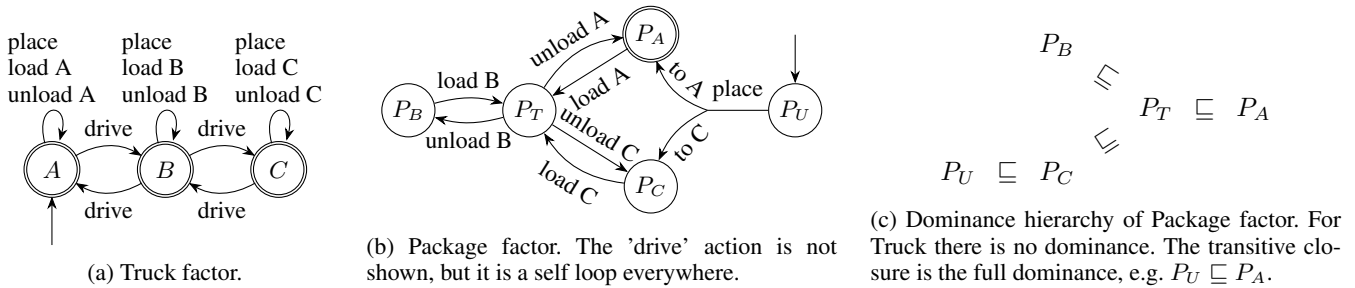 place place place
load A load B load C
unload A unload B unload C
drive drive
A B C
drive drive
(a) Truck factor.
unload A
P_A
load B
load A
to A
place
P_B P_T P_U
unload B
unload C
to C
load C
P_C
(b) Package factor. The 'drive' action is not
shown, but it is a self loop everywhere.
P_B
⊑
P_T ⊑ P_A
⊑
P_U ⊑ P_C
(c) Dominance hierarchy of Package factor. For
Truck there is no dominance. The transitive clo-
sure is the full dominance, e.g. P_U ⊑ P_A.